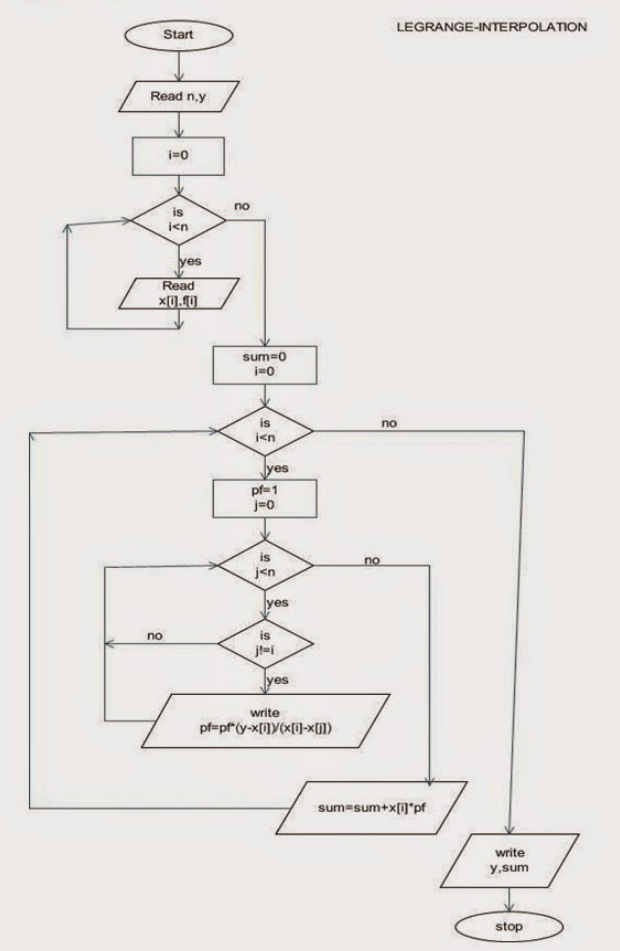 LEGRANGE-INTERPOLATION
Start
Read n,y
i=0
is
i<n
no
yes
Read
x[i],f[i]
sum=0
i=0
is
i<n
no
yes
pf=1
j=0
is
j<n
no
yes
is
j!=i
no
yes
write
pf=pf*(y-x[i])/(x[i]-x[j])
sum=sum+x[i]*pf
write
y,sum
stop